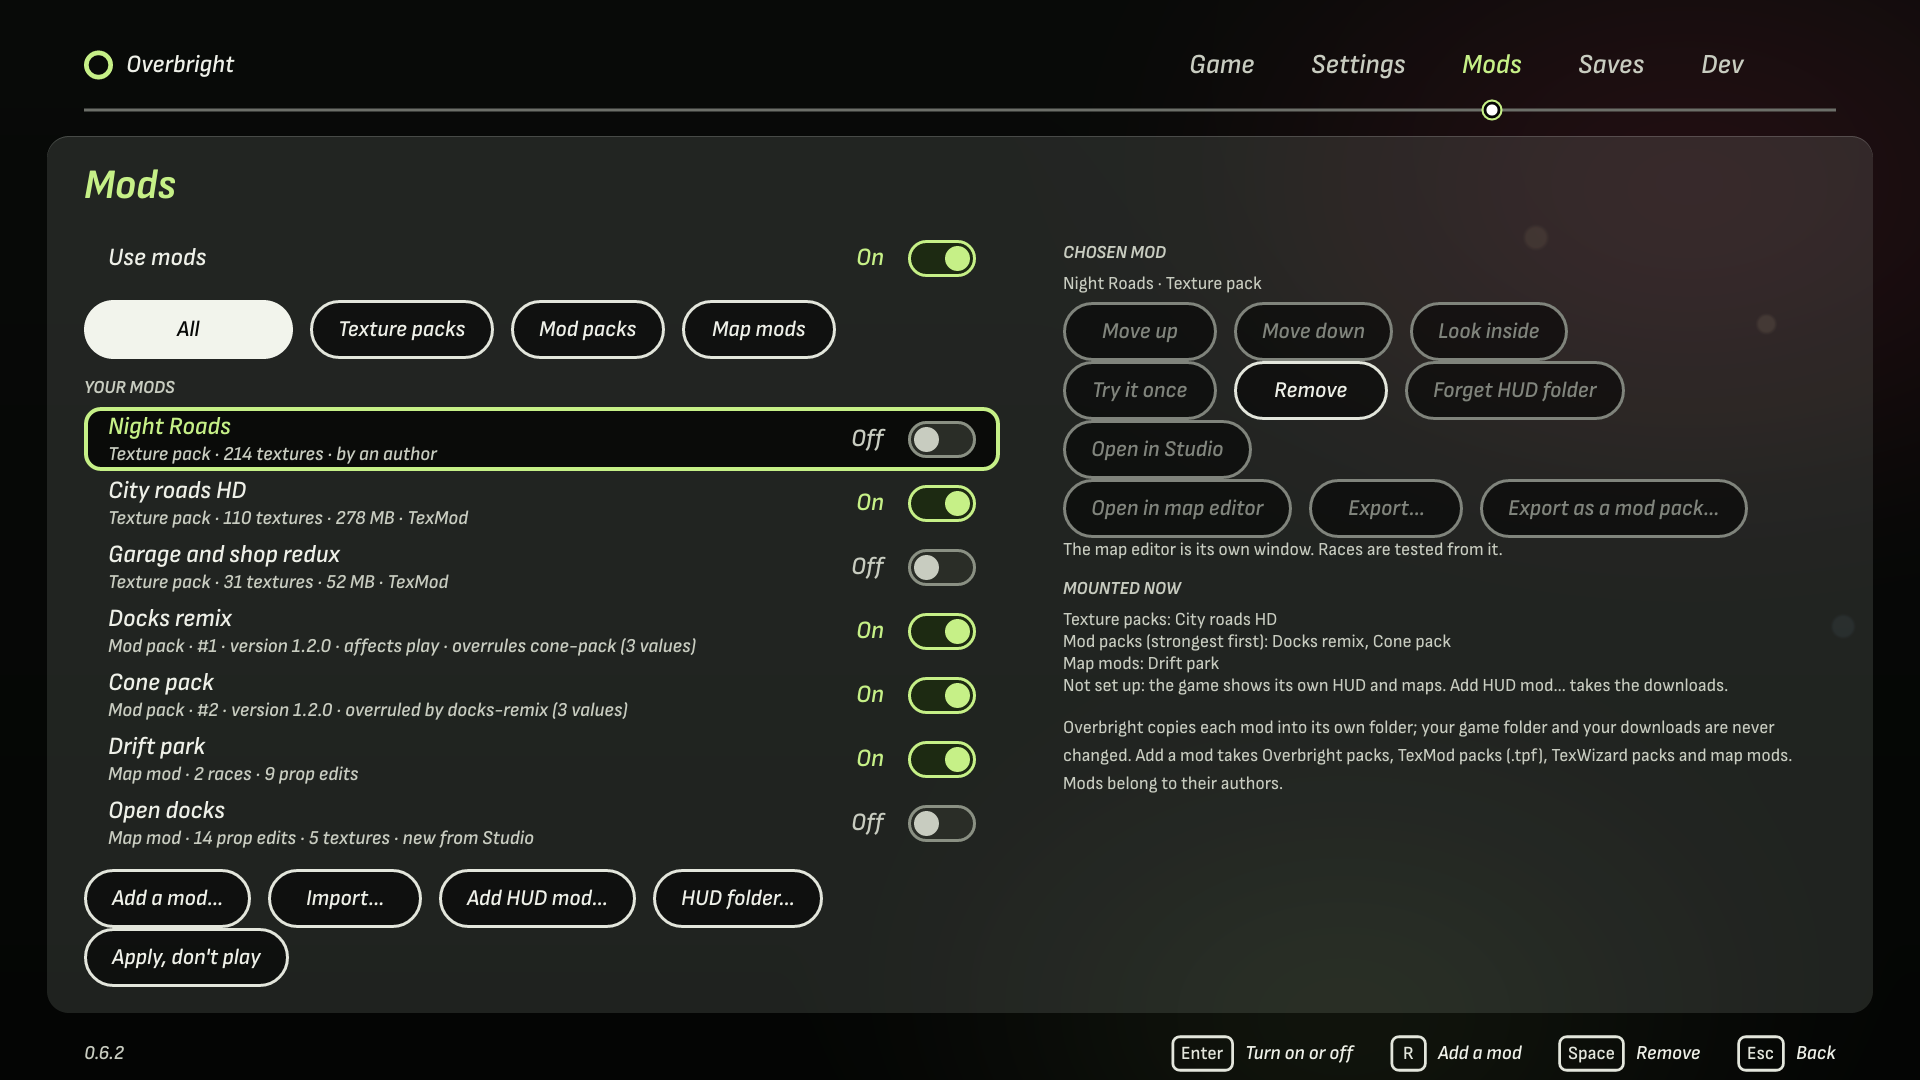 Overbright
Game Settings Mods Saves Dev
Mods
Use mods On
All Texture packs Mod packs Map mods
YOUR MODS
Night Roads Off
Texture pack · 214 textures · by an author
City roads HD On
Texture pack · 110 textures · 278 MB · TexMod
Garage and shop redux Off
Texture pack · 31 textures · 52 MB · TexMod
Docks remix On
Mod pack · #1 · version 1.2.0 · affects play · overrules cone-pack (3 values)
Cone pack On
Mod pack · #2 · version 1.2.0 · overruled by docks-remix (3 values)
Drift park On
Map mod · 2 races · 9 prop edits
Open docks Off
Map mod · 14 prop edits · 5 textures · new from Studio
Add a mod... Import... Add HUD mod... HUD folder...
Apply, don't play
CHOSEN MOD
Night Roads · Texture pack
Move up Move down Look inside
Try it once Remove Forget HUD folder
Open in Studio
Open in map editor Export... Export as a mod pack...
The map editor is its own window. Races are tested from it.
MOUNTED NOW
Texture packs: City roads HD
Mod packs (strongest first): Docks remix, Cone pack
Map mods: Drift park
Not set up: the game shows its own HUD and maps. Add HUD mod... takes the downloads.
Overbright copies each mod into its own folder; your game folder and your downloads are never
changed. Add a mod takes Overbright packs, TexMod packs (.tpf), TexWizard packs and map mods.
Mods belong to their authors.
0.6.2
Enter Turn on or off R Add a mod Space Remove Esc Back